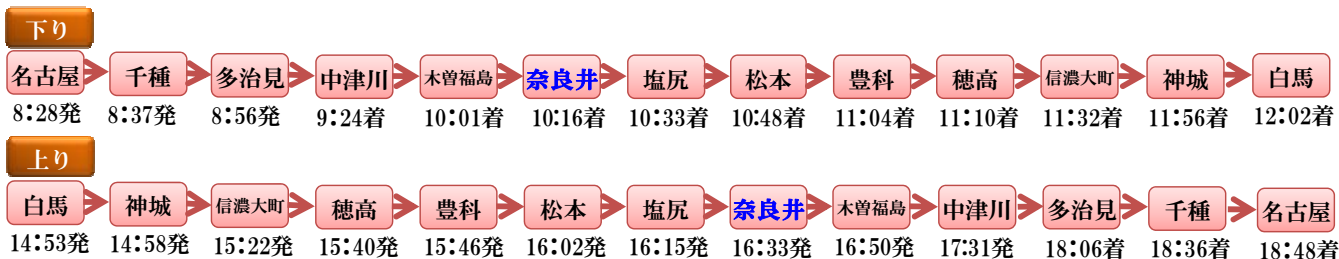 下り
名古屋 千種 多治見 中津川 木曽福島 奈良井 塩尻 松本 豊科 穂高 信濃大町 神城 白馬
8:28発 8:37発 8:56発 9:24着 10:01着 10:16着 10:33着 10:48着 11:04着 11:10着 11:32着 11:56着 12:02着
上り
白馬 神城 信濃大町 穂高 豊科 松本 塩尻 奈良井 木曽福島 中津川 多治見 千種 名古屋
14:53発 14:58発 15:22発 15:40発 15:46発 16:02発 16:15発 16:33発 16:50発 17:31発 18:06着 18:36着 18:48着